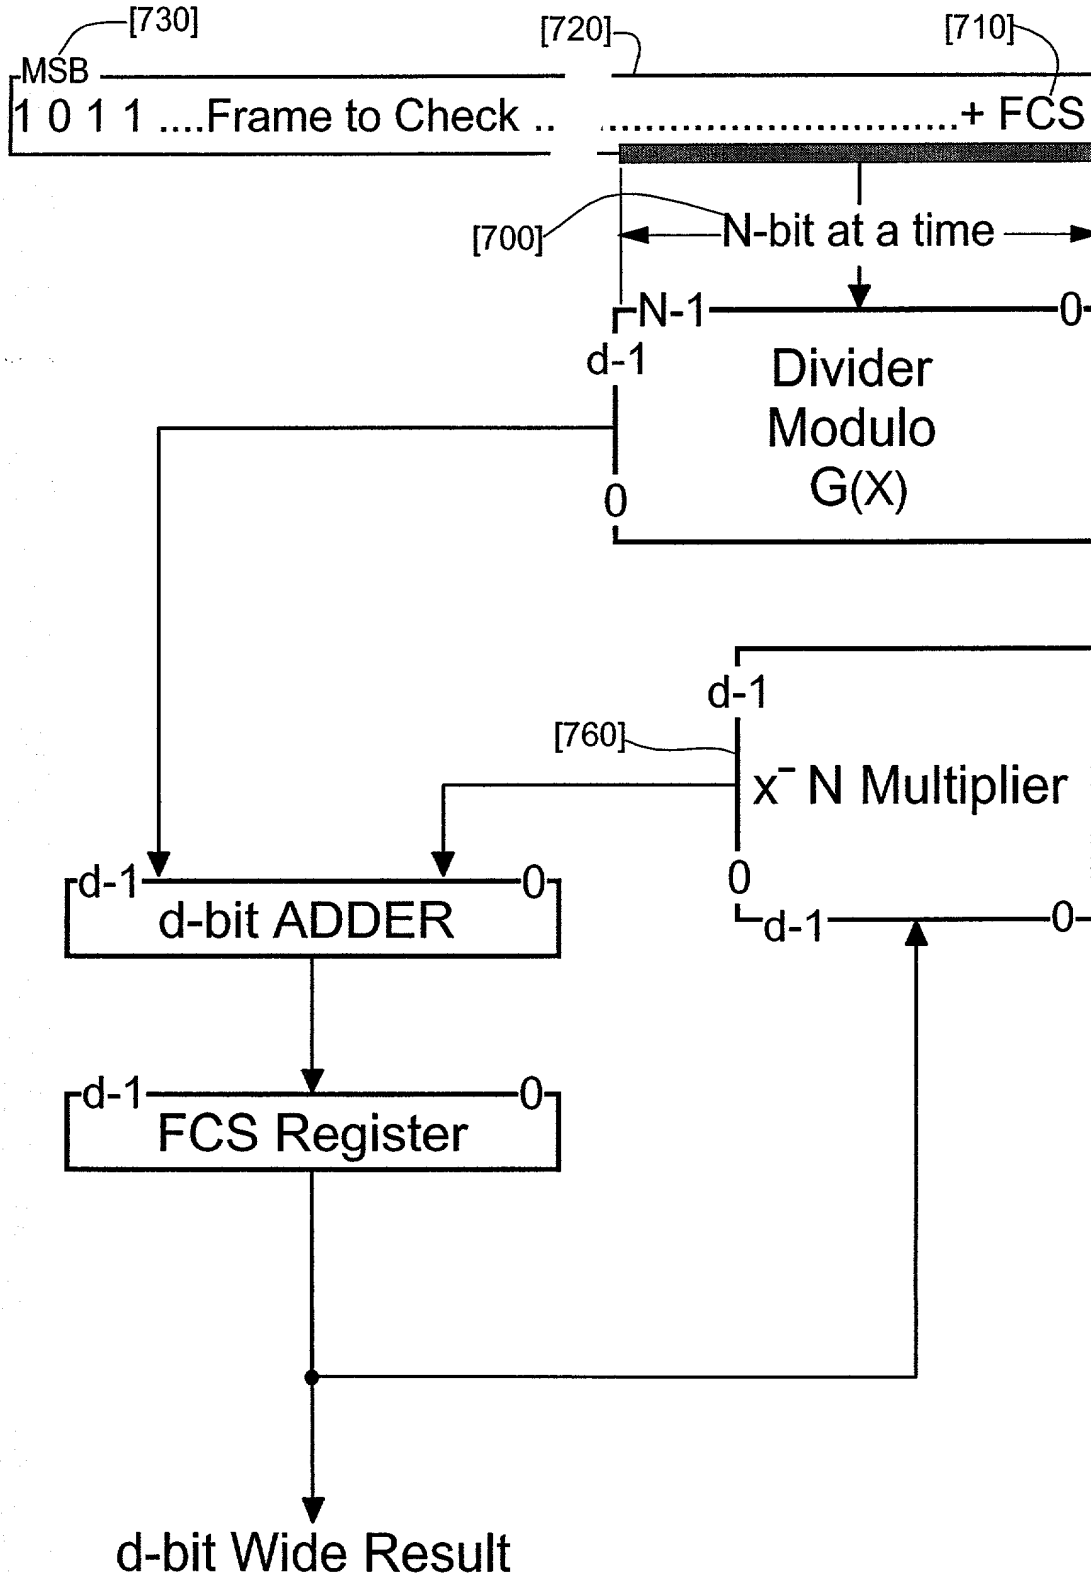 [730]
[720]
[710]
MSB
1 0 1 1 ....Frame to Check .. ...................................+ FCS
[700]
N-bit at a time
N-1
0
d-1
Divider
Modulo
G(X)
0
d-1
[760]
x⁻ N Multiplier
0
d-1
0
d-1
0
d-bit ADDER
d-1
0
FCS Register
d-bit Wide Result